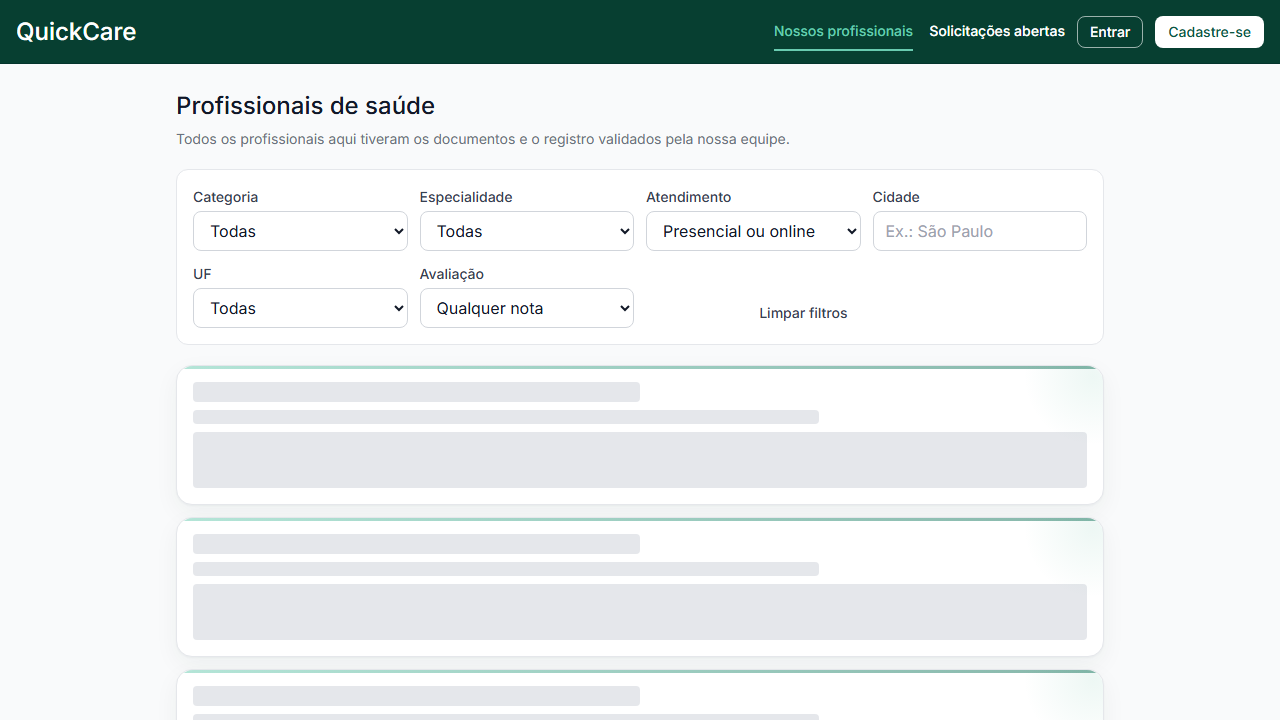 QuickCare
Nossos profissionais
Solicitações abertas
Entrar
Cadastre-se
Profissionais de saúde
Todos os profissionais aqui tiveram os documentos e o registro validados pela nossa equipe.
Categoria
Especialidade
Atendimento
Cidade
Todas
Todas
Presencial ou online
Ex.: São Paulo
UF
Avaliação
Todas
Qualquer nota
Limpar filtros